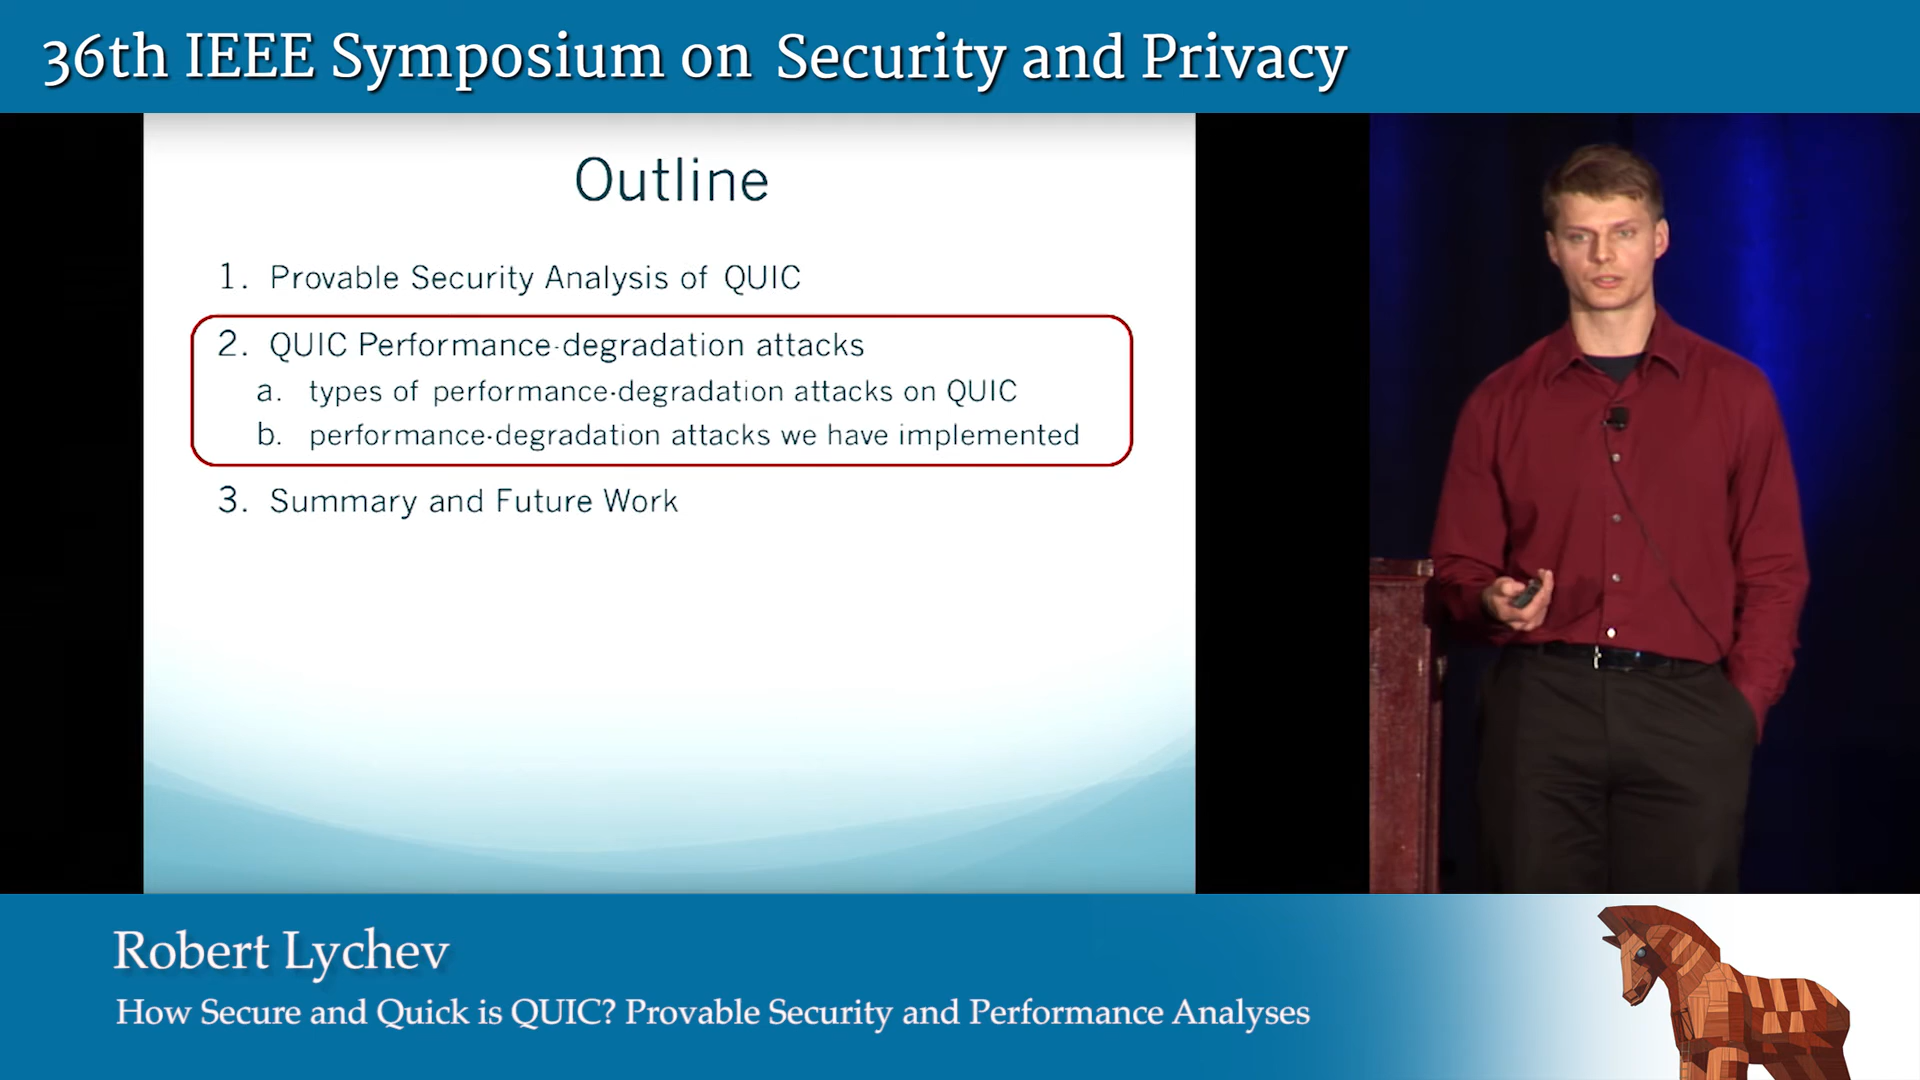 36th IEEE Symposium on Security and Privacy
Outline
1. Provable Security Analysis of QUIC
2. QUIC Performance-degradation attacks
a. types of performance-degradation attacks on QUIC
b. performance-degradation attacks we have implemented
3. Summary and Future Work
Robert Lychev
How Secure and Quick is QUIC? Provable Security and Performance Analyses